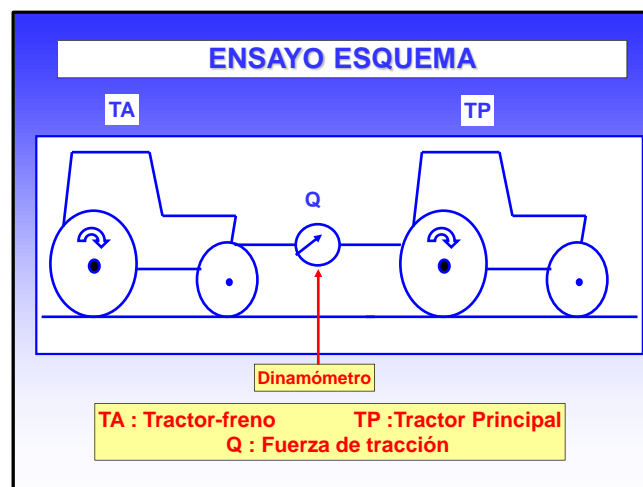 ENSAYO ESQUEMA
TA
TP
Q
Dinamómetro
TA : Tractor-freno TP :Tractor Principal
Q : Fuerza de tracción